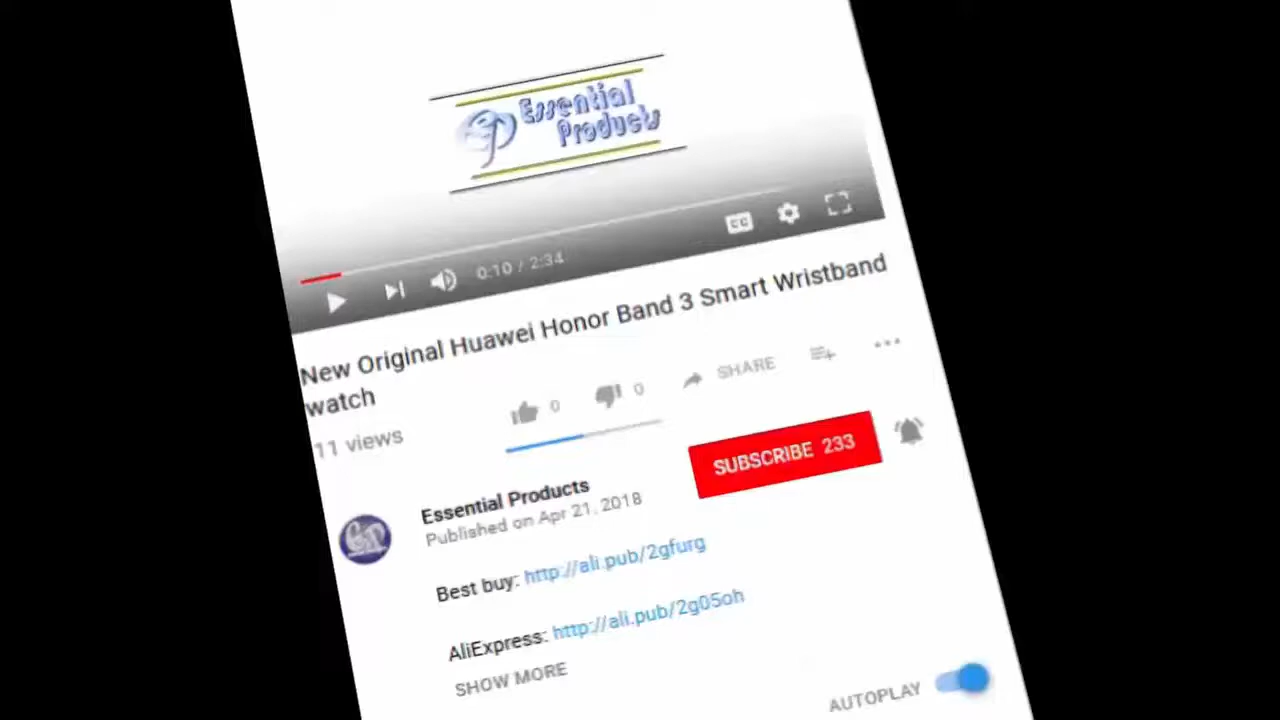 Essential
Products
CC
0:10 / 2:34
New Original Huawei Honor Band 3 Smart Wristband
watch
11 views
0
0
SHARE
SUBSCRIBE 233
Essential Products
Published on Apr 21, 2018
Best buy: http://ali.pub/2gfurg
AliExpress: http://ali.pub/2g05oh
SHOW MORE
AUTOPLAY